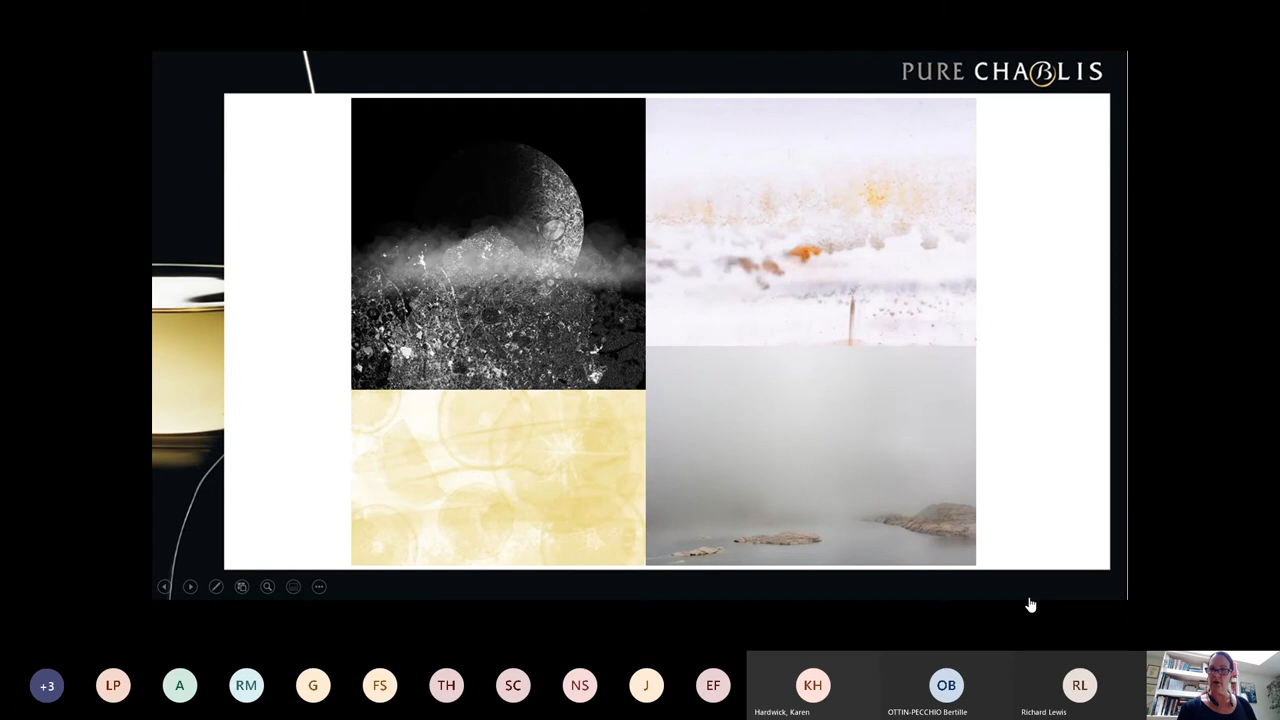 PURE CHABLIS
+3
LP
A
RM
G
FS
TH
SC
NS
J
EF
KH
OB
RL
Hardwick, Karen
OTTIN-PECCHIO Bertille
Richard Lewis